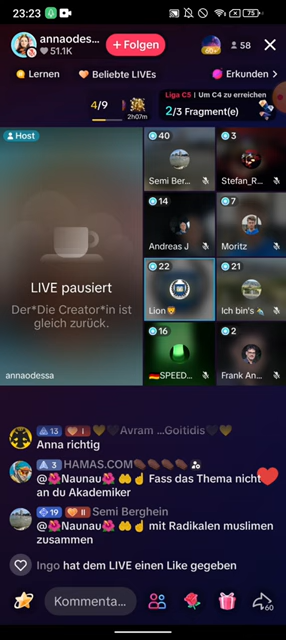 23:23
75
annaodes...
51.1K
+ Folgen
60+
58
Lernen
Beliebte LIVEs
Erkunden
4/9
2h07m
Liga C5 | Um C4 zu erreichen
2/3 Fragment(e)
Host
LIVE pausiert
Der*Die Creator*in ist
gleich zurück.
annaodessa
40
Semi Ber...
3
Stefan_R...
14
Andreas J
7
Moritz
22
Lion🦁
21
Ich bin's
16
🇩🇪SPEED...
2
Frank An...
13 I 💛🖤Avram ...Goitidis🖤💛
Anna richtig
3 HAMAS.COM
@🌺Naunau🌺🤲☝ Fass das Thema nicht
an du Akademiker
19 II Semi Berghein
@🌺Naunau🌺🤲☝ mit Radikalen muslimen
zusammen
Ingo hat dem LIVE einen Like gegeben
Kommenta...
60